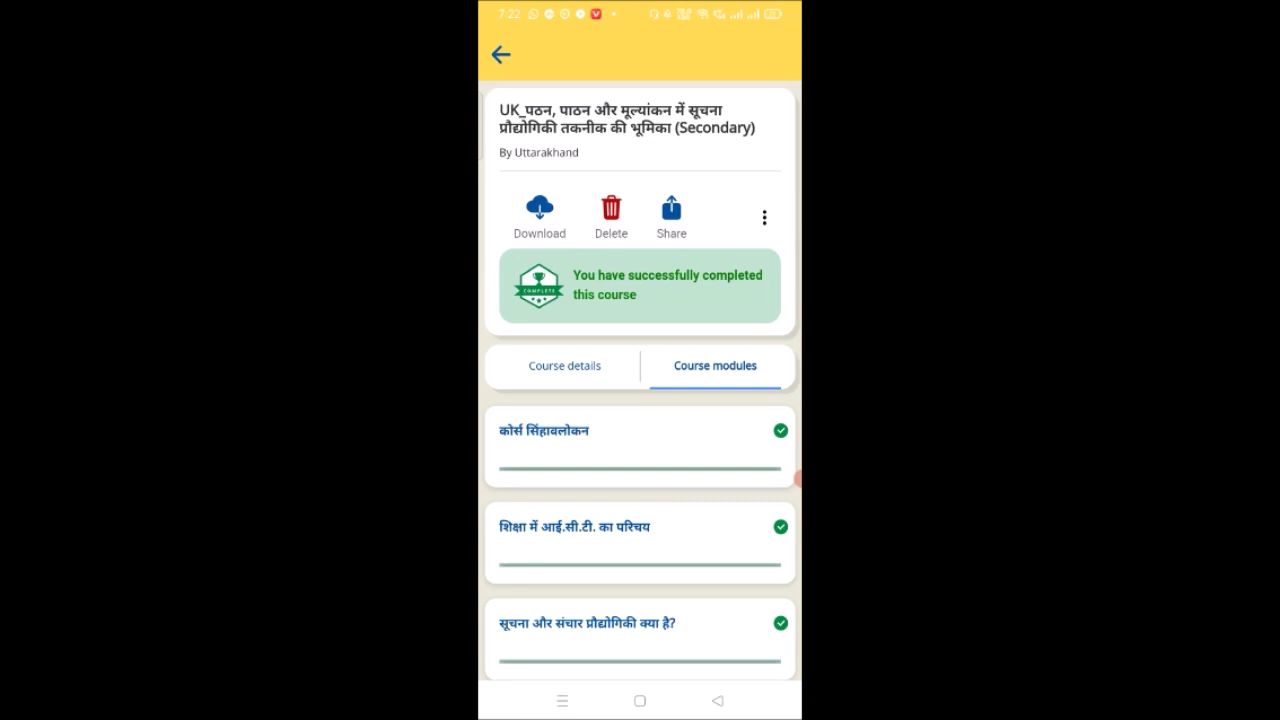 7:22
UK_पठन, पाठन और मूल्यांकन में सूचना
प्रौद्योगिकी तकनीक की भूमिका (Secondary)
By Uttarakhand
Download
Delete
Share
COMPLETE
You have successfully completed
this course
Course details
Course modules
कोर्स सिंहावलोकन
शिक्षा में आई.सी.टी. का परिचय
सूचना और संचार प्रौद्योगिकी क्या है?